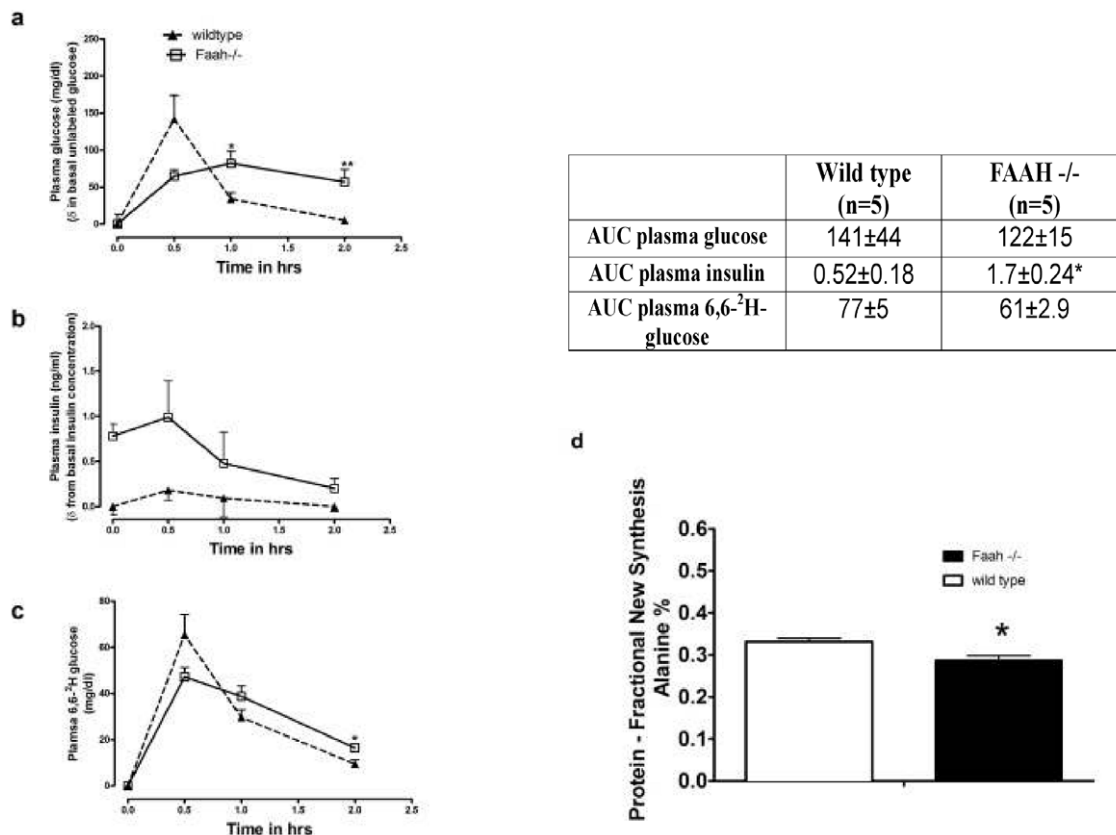 a
wildtype
Faah-/-
Plasma glucose (mg/dl)
(δ in basal unlabeled glucose)
250
200
150
100
50
0
*
**
0.0 0.5 1.0 1.5 2.0 2.5
Time in hrs
b
Plasma insulin (ng/ml)
(δ from basal insulin concentration)
2.0
1.5
1.0
0.5
0.0
0.0 0.5 1.0 1.5 2.0 2.5
Time in hrs
c
Plamsa 6,6-²H glucose
(mg/dl)
80
60
40
20
0
*
0.0 0.5 1.0 1.5 2.0 2.5
Time in hrs
Wild type FAAH -/-
(n=5) (n=5)
AUC plasma glucose 141±44 122±15
AUC plasma insulin 0.52±0.18 1.7±0.24*
AUC plasma 6,6-²H- 77±5 61±2.9
glucose
d
Protein - Fractional New Synthesis
Alanine %
0.6
0.5
0.4
0.3
0.2
0.1
0.0
Faah -/-
wild type
*